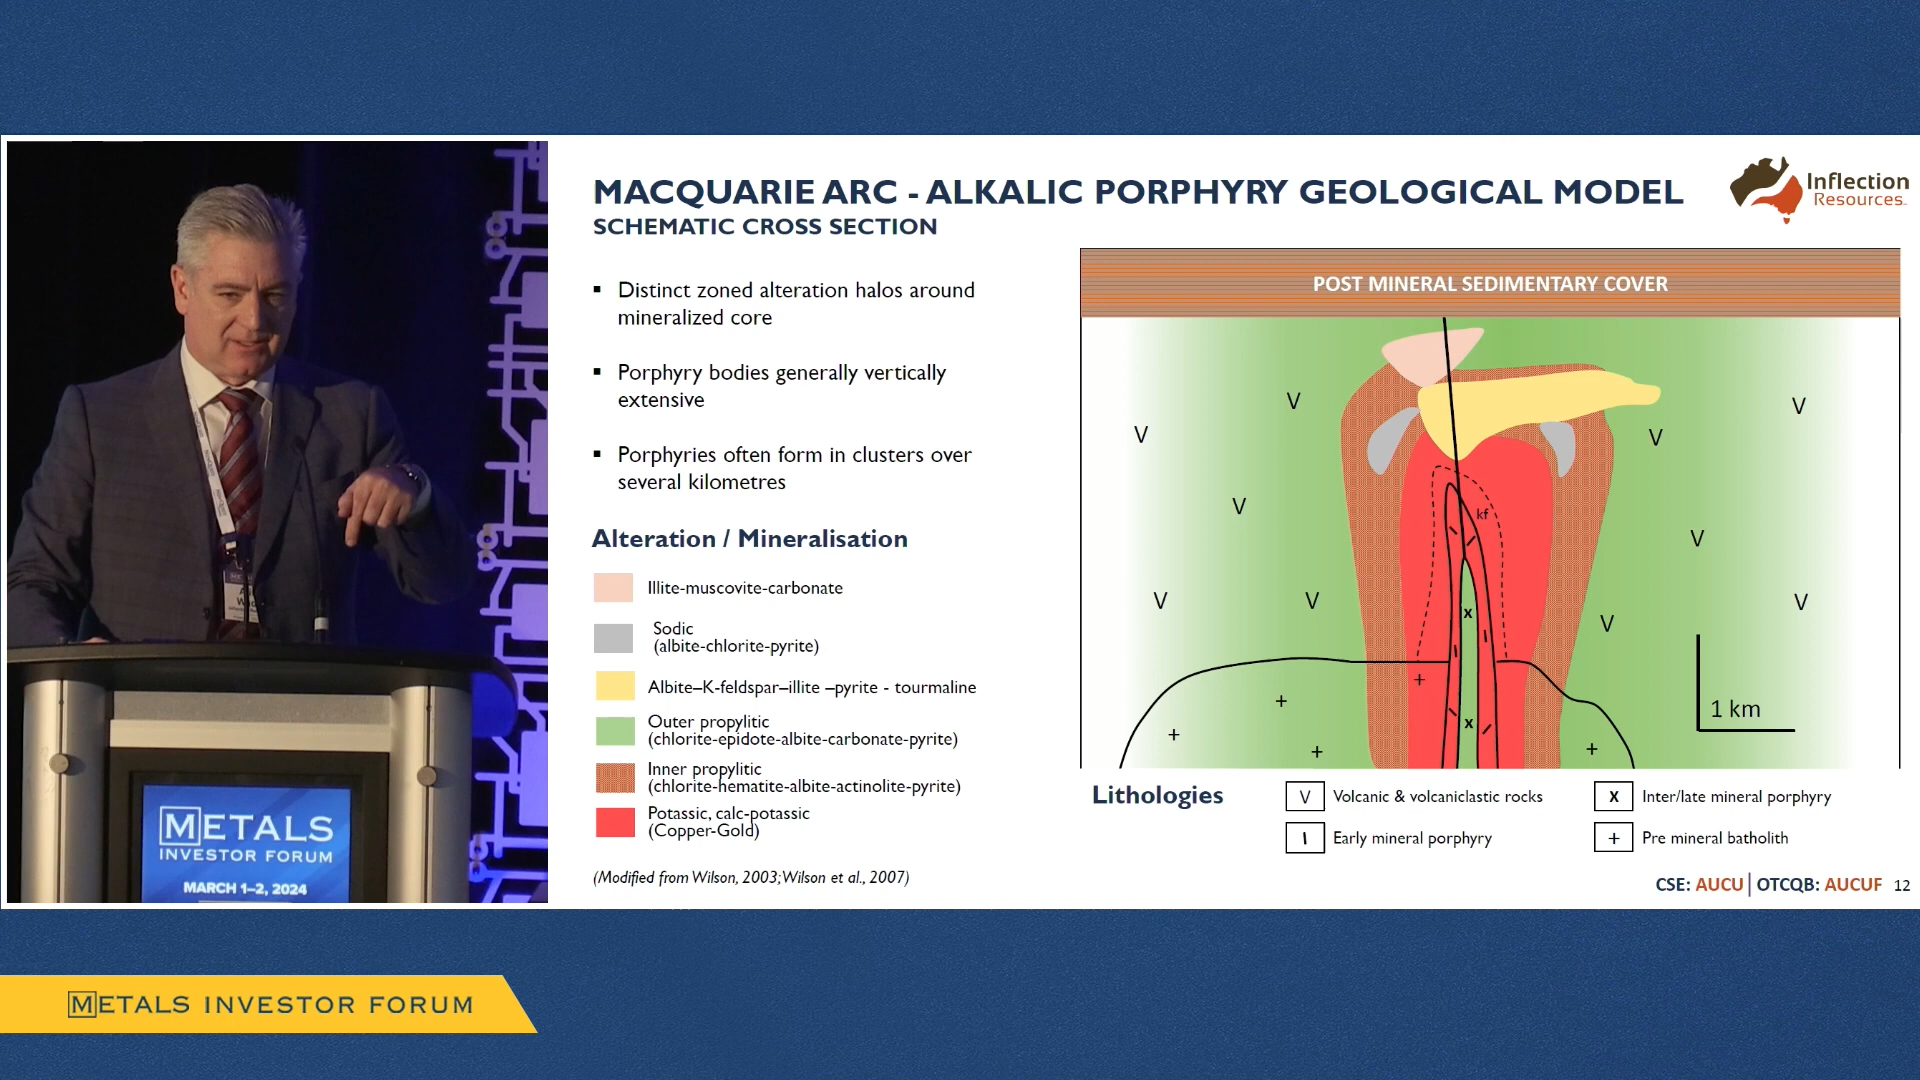 MACQUARIE ARC - ALKALIC PORPHYRY GEOLOGICAL MODEL
SCHEMATIC CROSS SECTION
Inflection
Resources
▪ Distinct zoned alteration halos around
mineralized core
▪ Porphyry bodies generally vertically
extensive
▪ Porphyries often form in clusters over
several kilometres
Alteration / Mineralisation
Illite-muscovite-carbonate
Sodic
(albite-chlorite-pyrite)
Albite–K-feldspar–illite –pyrite - tourmaline
Outer propylitic
(chlorite-epidote-albite-carbonate-pyrite)
Inner propylitic
(chlorite-hematite-albite-actinolite-pyrite)
Potassic, calc-potassic
(Copper-Gold)
(Modified from Wilson, 2003; Wilson et al., 2007)
POST MINERAL SEDIMENTARY COVER
V V
V V
V
kf
V
V V V
V
x
+
+ x
+ + +
1 km
Lithologies
V Volcanic & volcaniclastic rocks
x Inter/late mineral porphyry
I Early mineral porphyry
+ Pre mineral batholith
CSE: AUCU | OTCQB: AUCUF 12
METALS
INVESTOR FORUM
MARCH 1–2, 2024
METALS INVESTOR FORUM